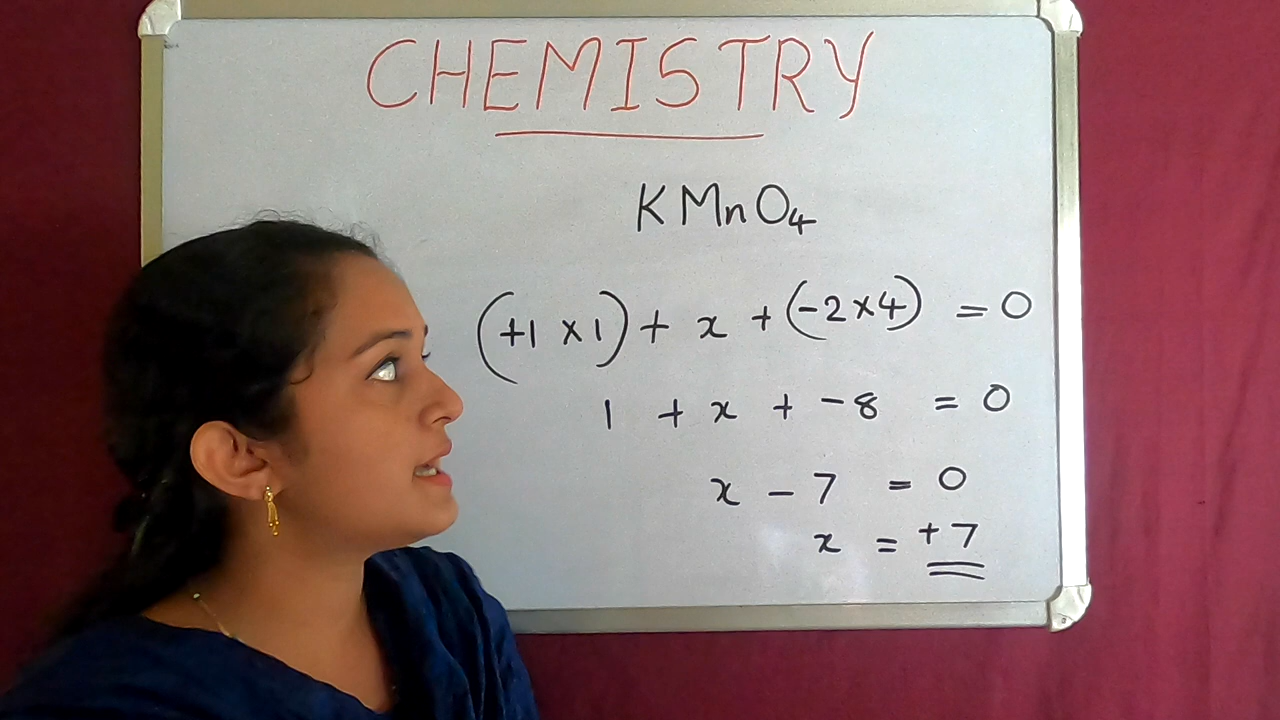 CHEMISTRY
KMnO₄
(+1 × 1) + x + (-2 × 4) = 0
1 + x + -8 = 0
x - 7 = 0
x = +7